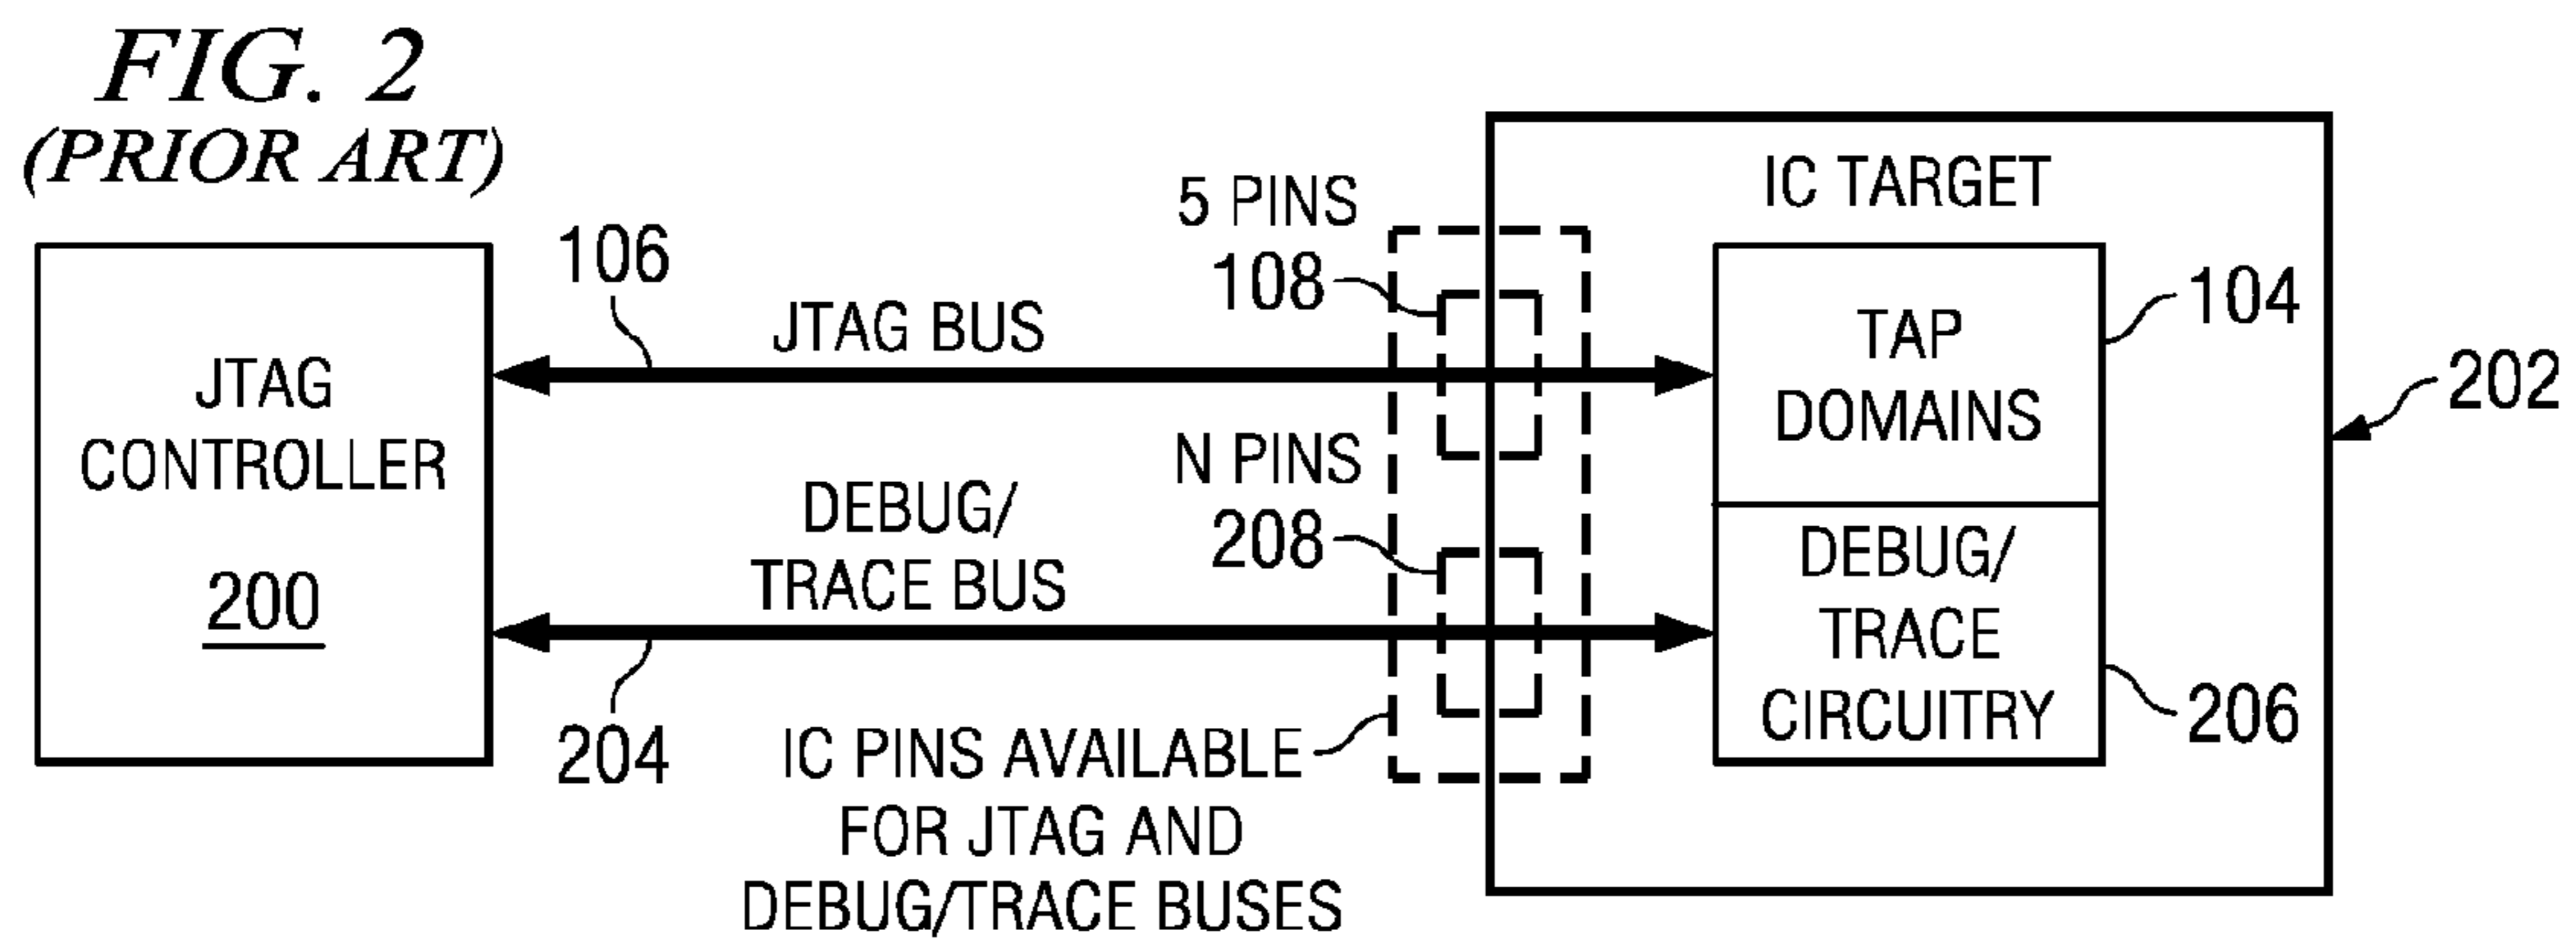 FIG. 2
(PRIOR ART)
JTAG
CONTROLLER
200
106
JTAG BUS
DEBUG/
TRACE BUS
204
5 PINS
108
N PINS
208
IC PINS AVAILABLE
FOR JTAG AND
DEBUG/TRACE BUSES
IC TARGET
TAP
DOMAINS
104
DEBUG/
TRACE
CIRCUITRY
206
202